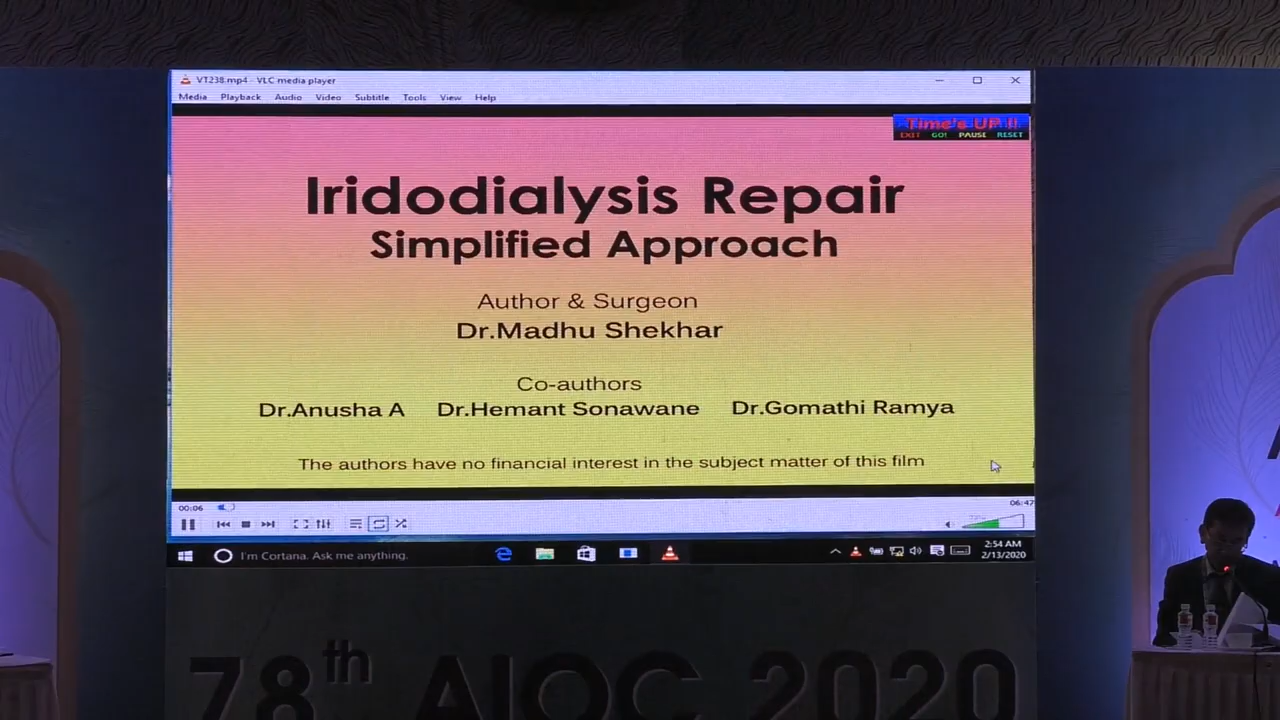 VT238.mp4 - VLC media player
Media Playback Audio Video Subtitle Tools View Help
Time's UP !!
EXIT GO! PAUSE RESET
Iridodialysis Repair
Simplified Approach
Author & Surgeon
Dr.Madhu Shekhar
Co-authors
Dr.Anusha A Dr.Hemant Sonawane Dr.Gomathi Ramya
The authors have no financial interest in the subject matter of this film
00:06 06:47
I'm Cortana. Ask me anything.
2:54 AM
2/13/2020
78th AIOC 2020